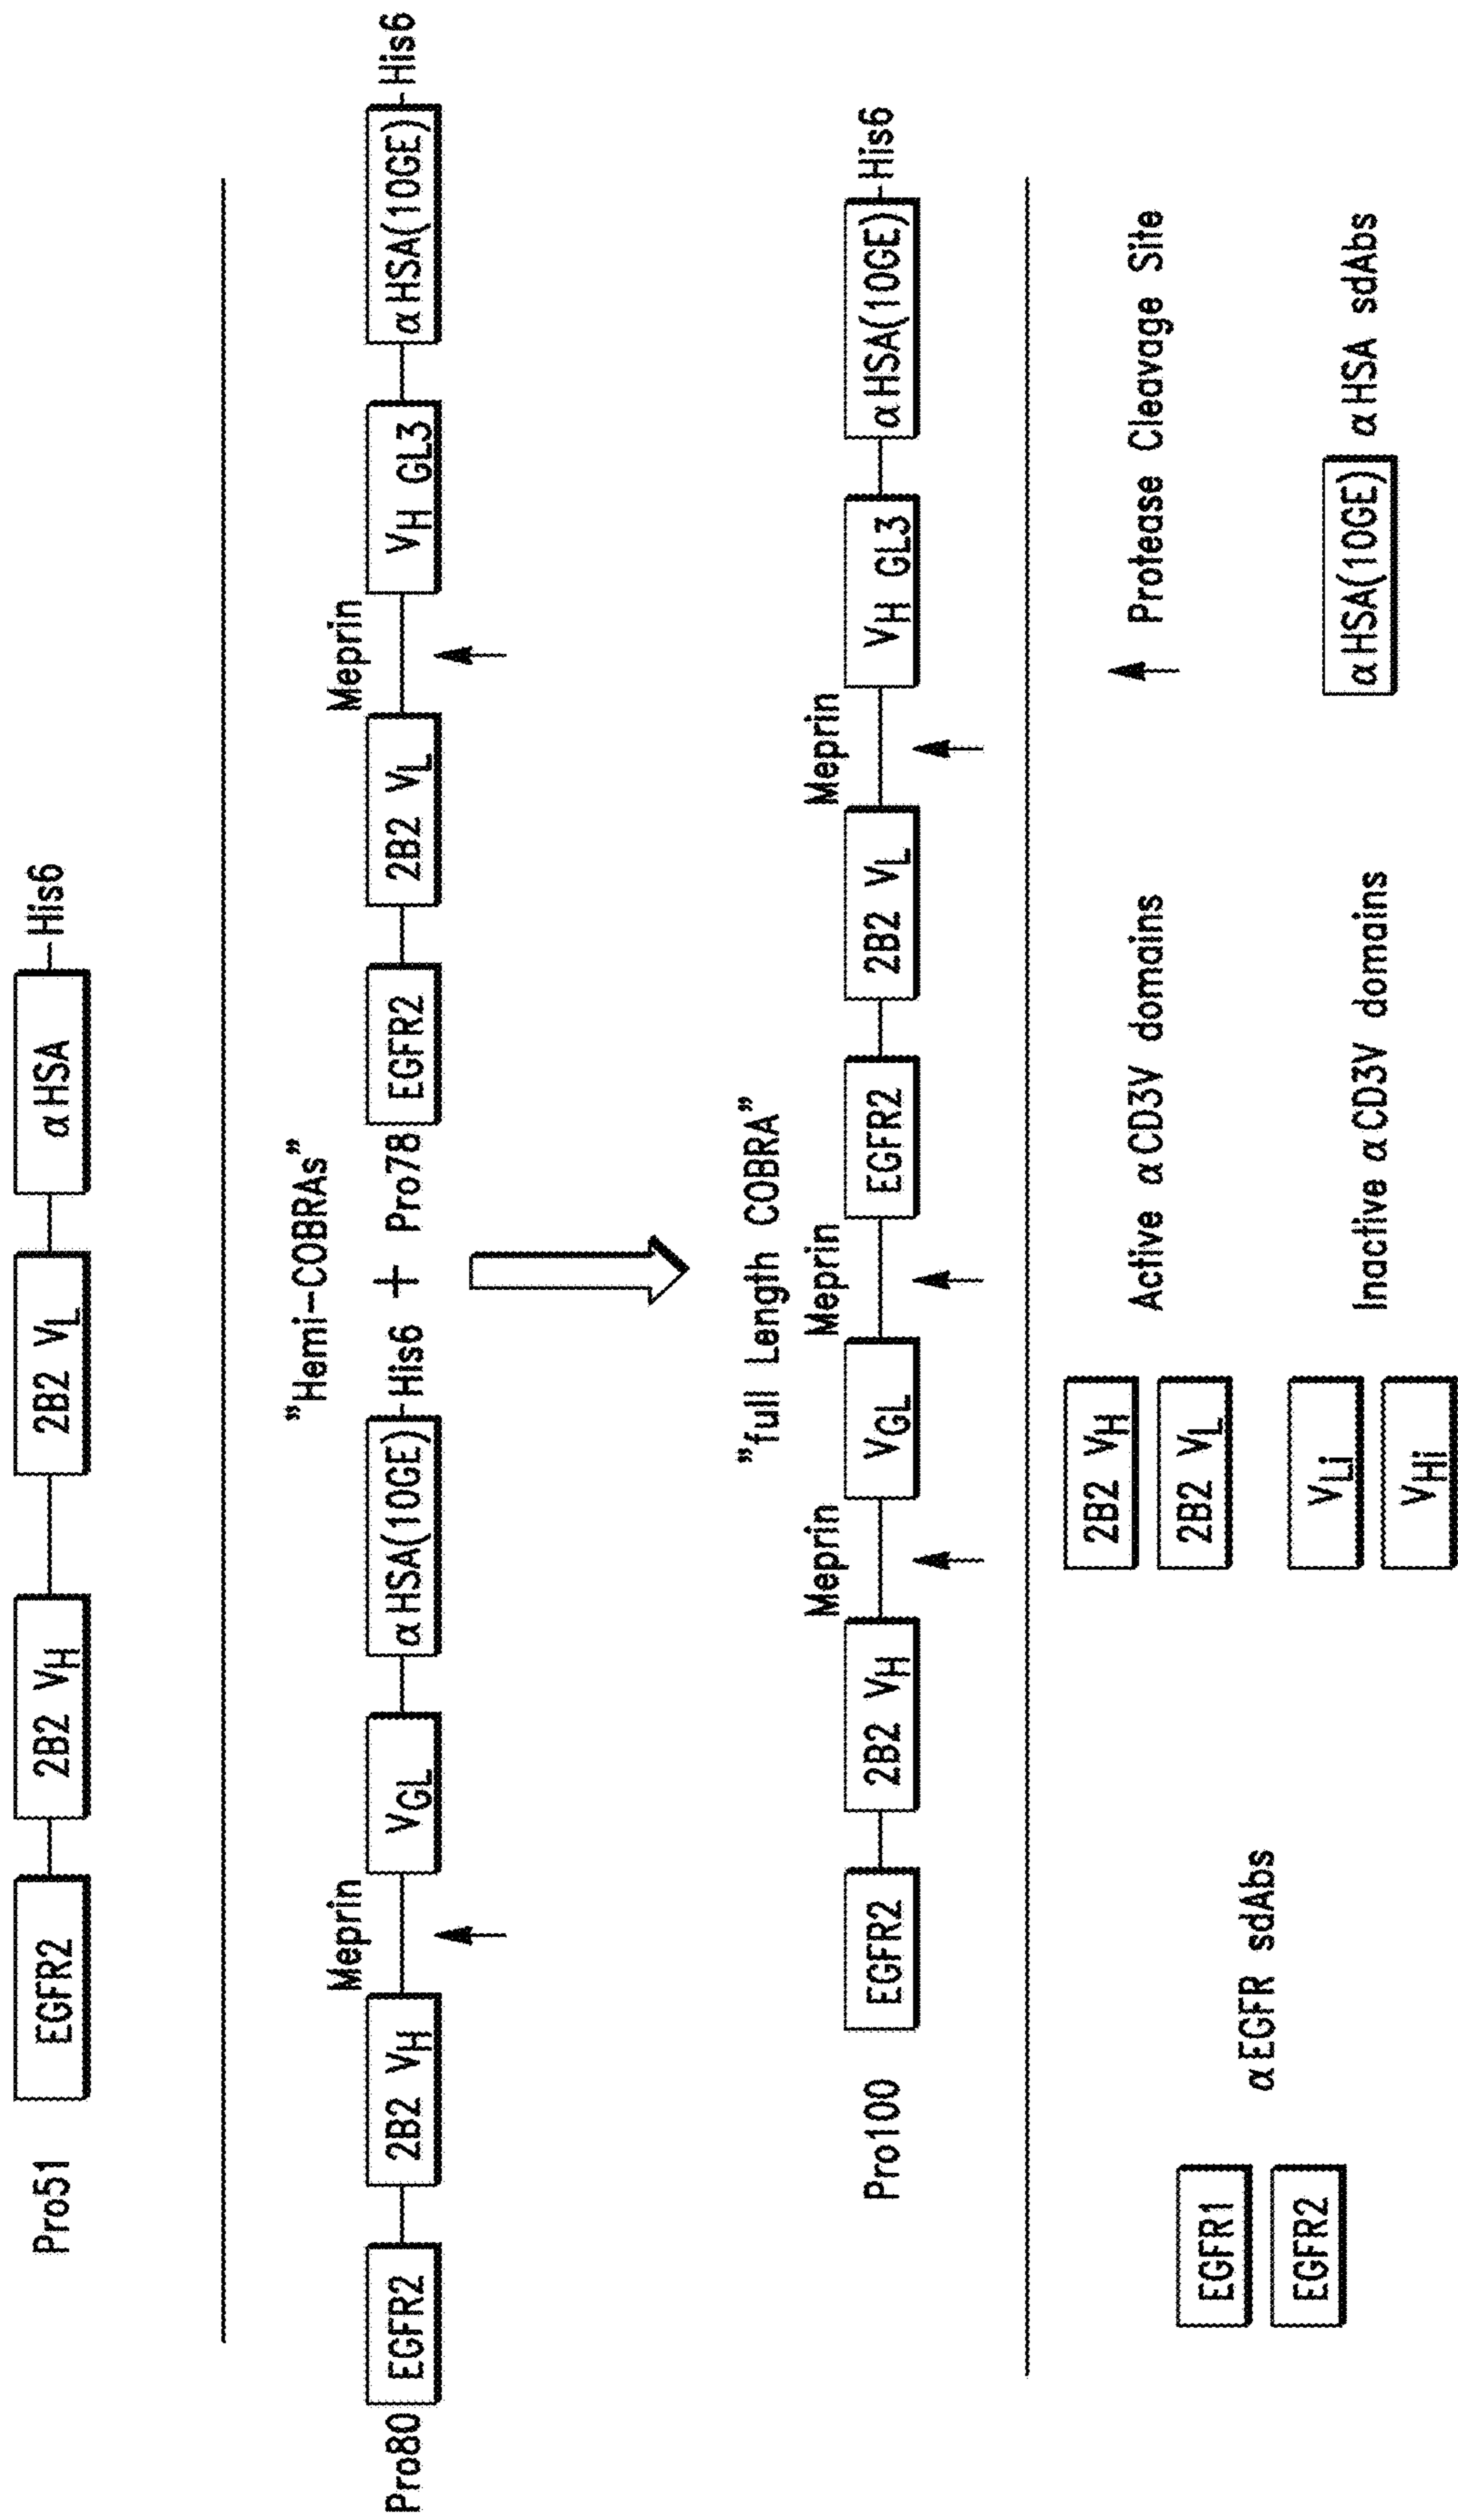 Pro51 EGFR2 2B2 VH 2B2 VL αHSA His6
"Hemi-COBRAs"
Meprin Meprin
Pro80 EGFR2 2B2 VH VGL αHSA(10GE) His6 + Pro78 EGFR2 2B2 VL VH GL3 αHSA(10GE) His6
"full Length COBRA"
Meprin Meprin Meprin
Pro100 EGFR2 2B2 VH VGL EGFR2 2B2 VL VH GL3 αHSA(10GE) His6
2B2 VH
Active αCD3V domains
Protease Cleavage Site
2B2 VL
EGFR1
αEGFR sdAbs
EGFR2
VLi
Inactive αCD3V domains
αHSA(10GE) αHSA sdAbs
VHi